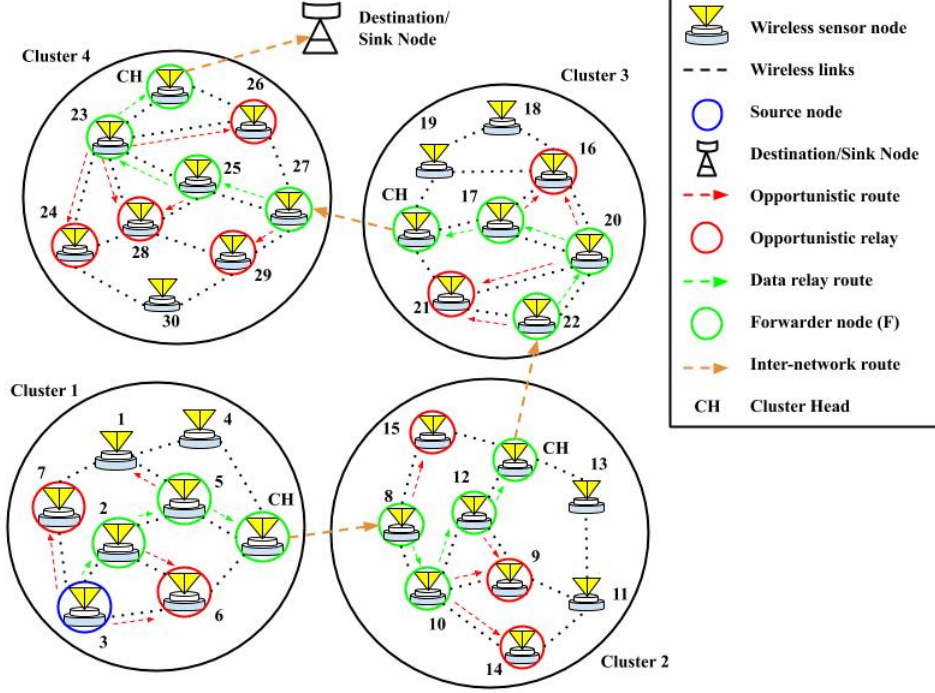 Destination/
Sink Node
Cluster 4
CH
26
23
25
27
24
28
29
30
Cluster 3
18
19
16
CH
17
20
21
22
Cluster 1
1
4
7
5
2
CH
6
3
15
CH
13
12
8
9
11
10
14
Cluster 2
Wireless sensor node
Wireless links
Source node
Destination/Sink Node
Opportunistic route
Opportunistic relay
Data relay route
Forwarder node (F)
Inter-network route
CH Cluster Head